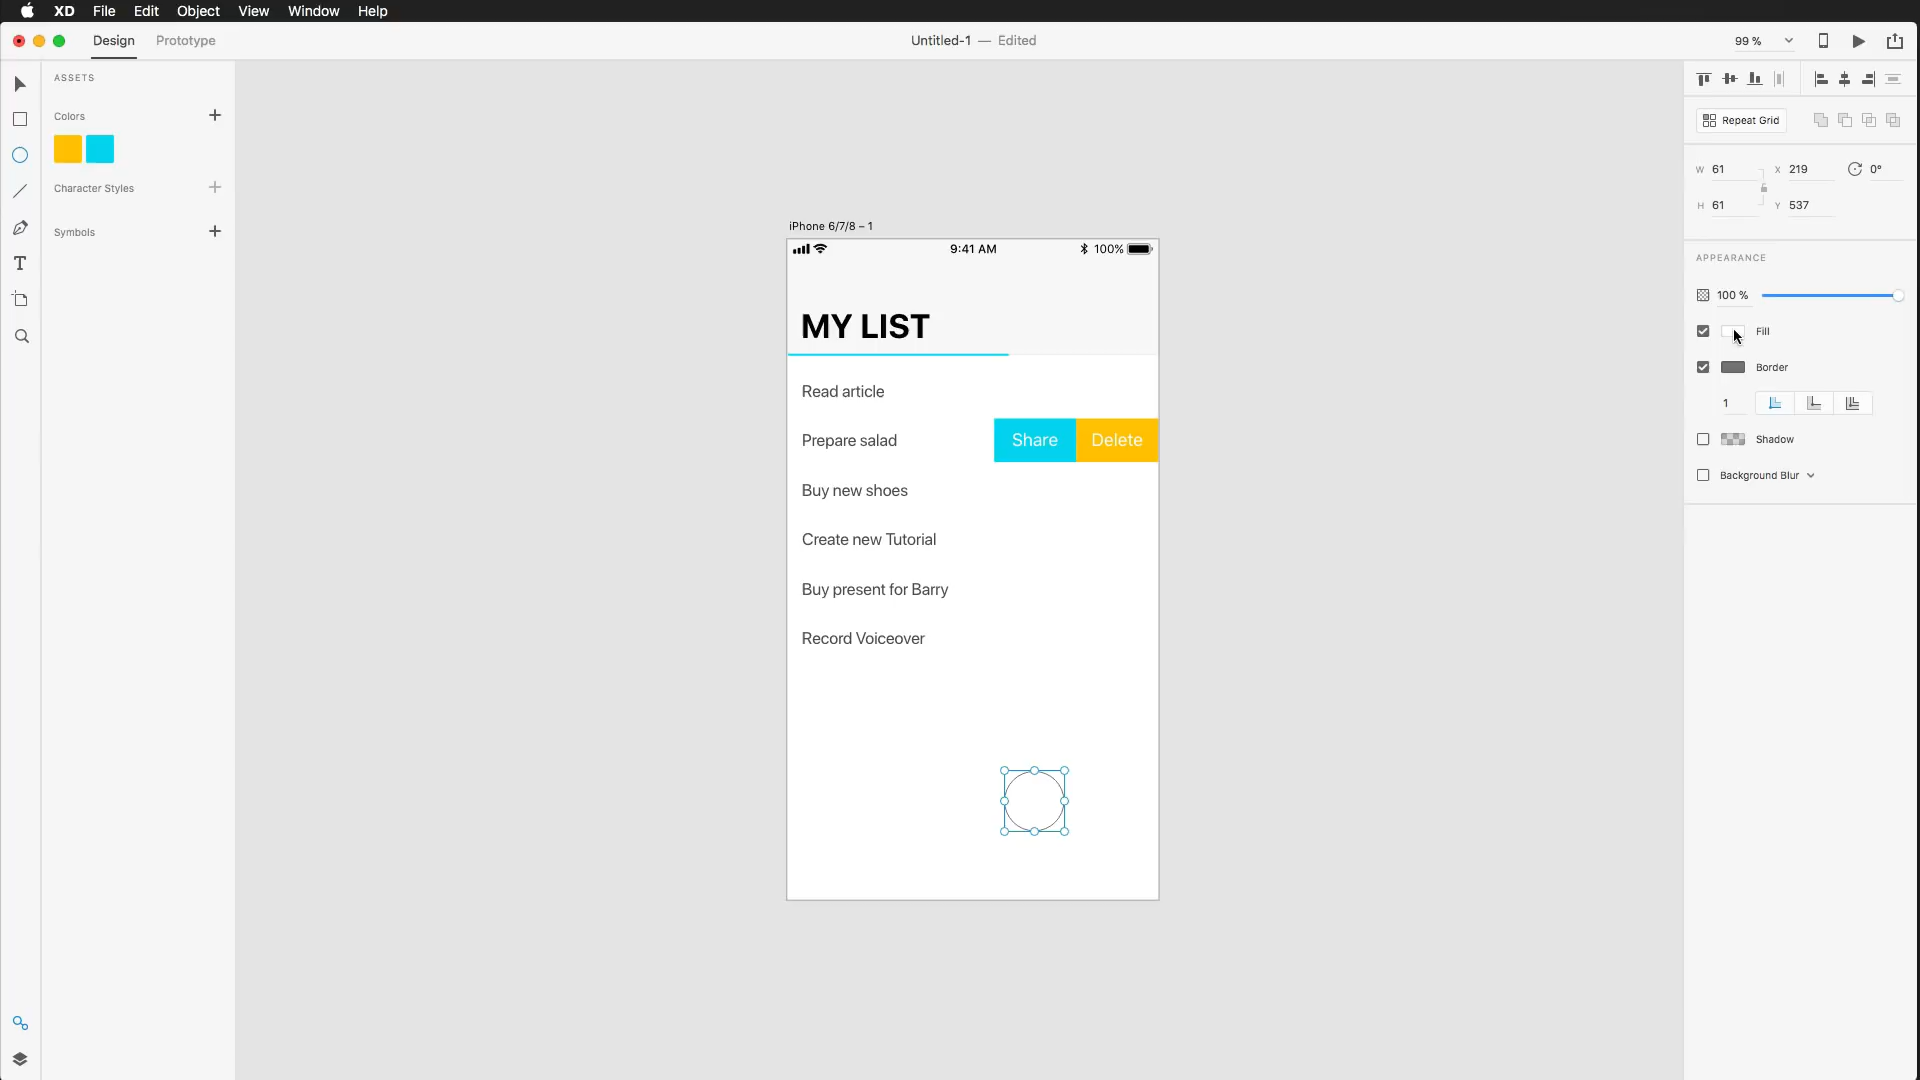 XD File Edit Object View Window Help
Design Prototype Untitled-1 — Edited 99 %
ASSETS
Colors
Character Styles
Symbols
iPhone 6/7/8 – 1
9:41 AM 100%
MY LIST
Read article
Prepare salad Share Delete
Buy new shoes
Create new Tutorial
Buy present for Barry
Record Voiceover
Repeat Grid
W 61 X 219 0°
H 61 Y 537
APPEARANCE
100 %
Fill
Border
1
Shadow
Background Blur